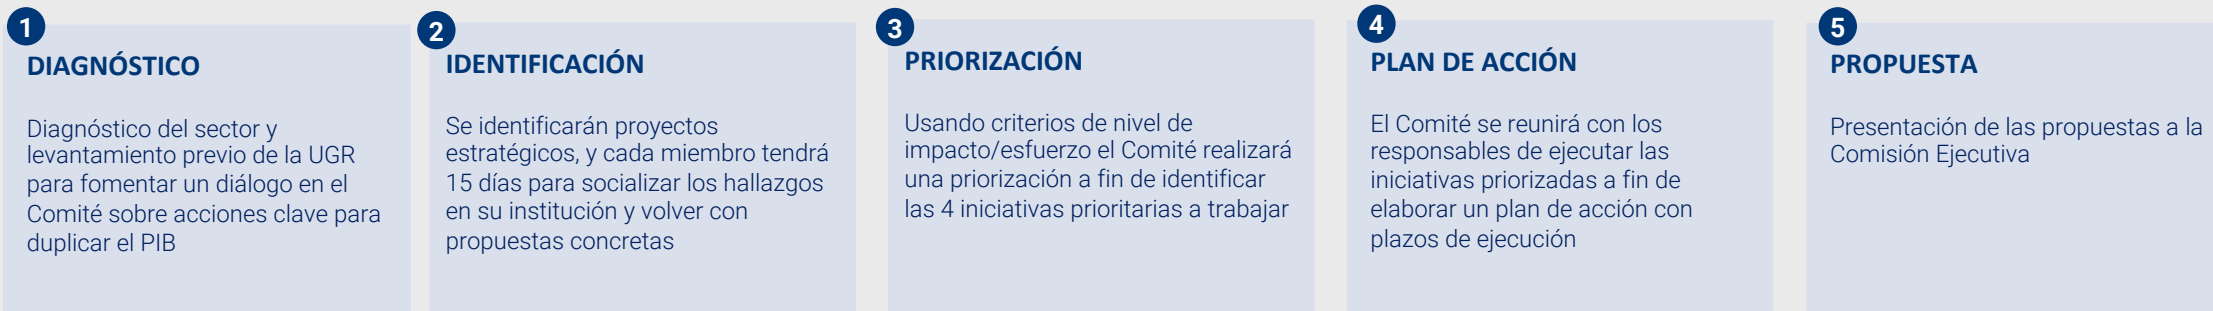 1
DIAGNÓSTICO
Diagnóstico del sector y
levantamiento previo de la UGR
para fomentar un diálogo en el
Comité sobre acciones clave para
duplicar el PIB
2
IDENTIFICACIÓN
Se identificarán proyectos
estratégicos, y cada miembro tendrá
15 días para socializar los hallazgos
en su institución y volver con
propuestas concretas
3
PRIORIZACIÓN
Usando criterios de nivel de
impacto/esfuerzo el Comité realizará
una priorización a fin de identificar
las 4 iniciativas prioritarias a trabajar
4
PLAN DE ACCIÓN
El Comité se reunirá con los
responsables de ejecutar las
iniciativas priorizadas a fin de
elaborar un plan de acción con
plazos de ejecución
5
PROPUESTA
Presentación de las propuestas a la
Comisión Ejecutiva